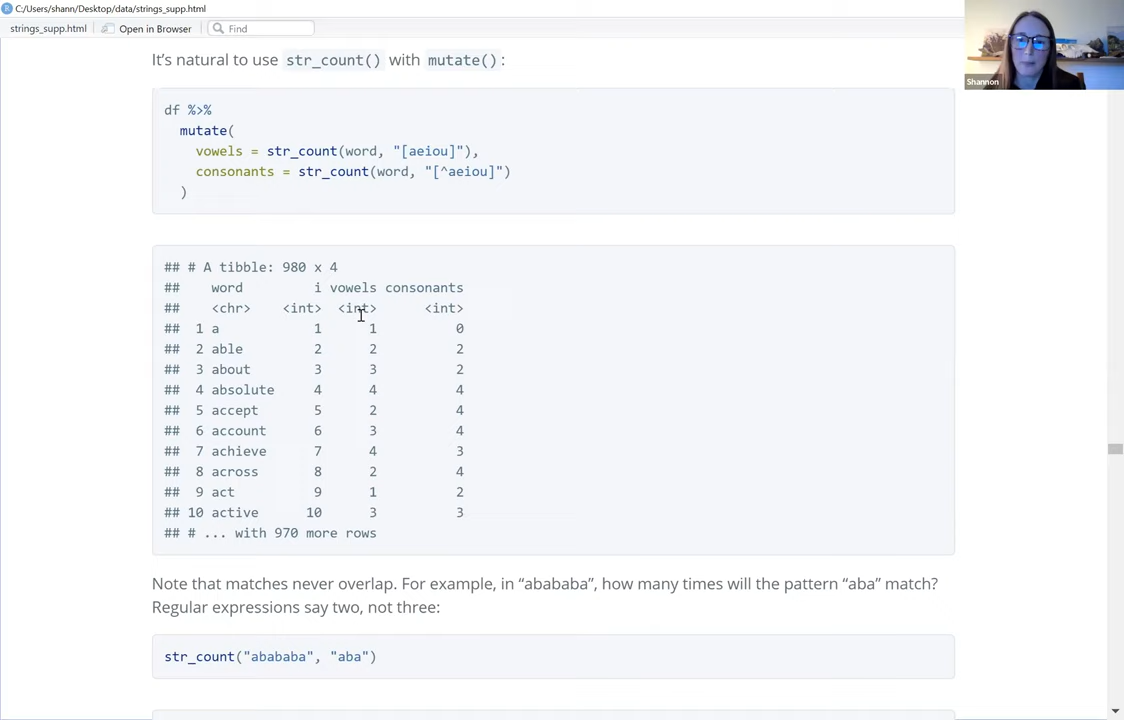 C:/Users/shann/Desktop/data/strings_supp.html
strings_supp.html Open in Browser Find
Shannon
It’s natural to use str_count() with mutate():
df %>%
mutate(
vowels = str_count(word, "[aeiou]"),
consonants = str_count(word, "[^aeiou]")
)
## # A tibble: 980 x 4
## word i vowels consonants
## <chr> <int> <int> <int>
## 1 a 1 1 0
## 2 able 2 2 2
## 3 about 3 3 2
## 4 absolute 4 4 4
## 5 accept 5 2 4
## 6 account 6 3 4
## 7 achieve 7 4 3
## 8 across 8 2 4
## 9 act 9 1 2
## 10 active 10 3 3
## # ... with 970 more rows
Note that matches never overlap. For example, in “abababa”, how many times will the pattern “aba” match?
Regular expressions say two, not three:
str_count("abababa", "aba")